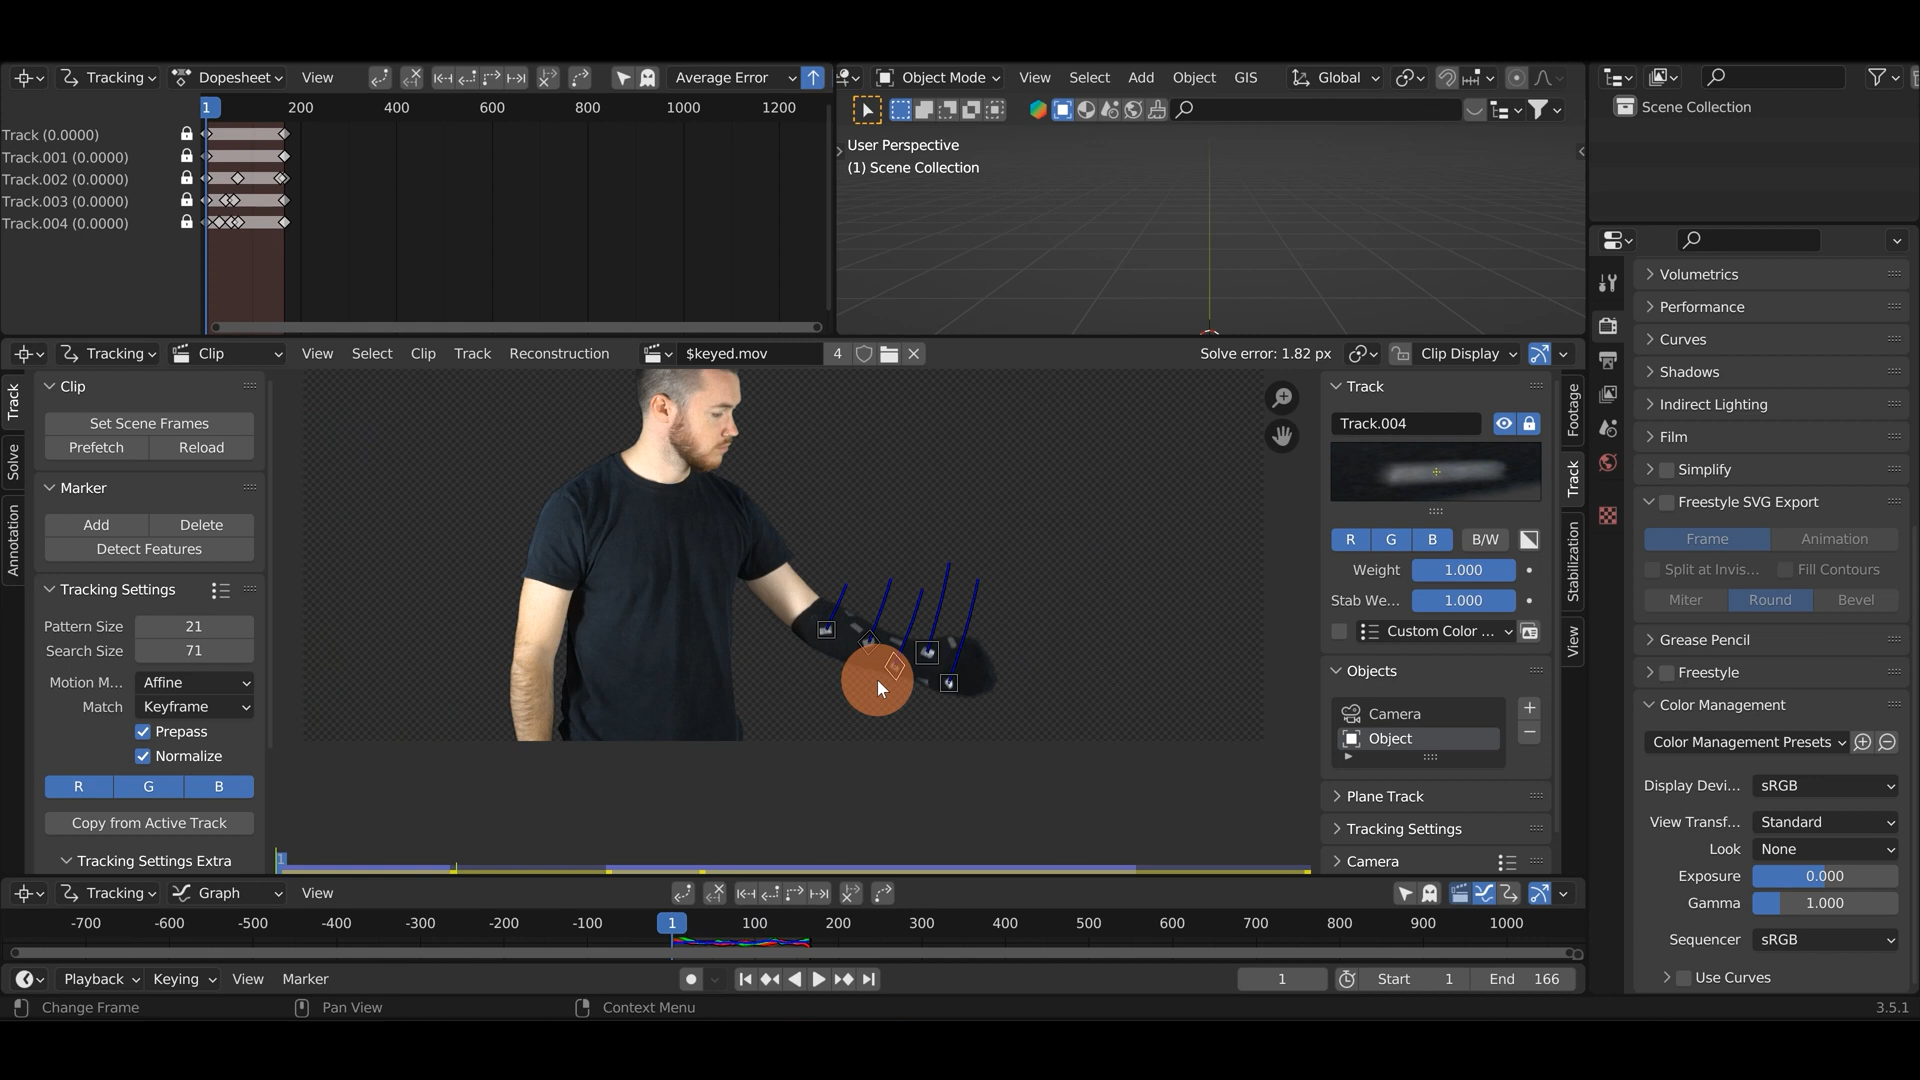 Tracking Dopesheet View Average Error
1 200 400 600 800 1000 1200
Track (0.0000)
Track.001 (0.0000)
Track.002 (0.0000)
Track.003 (0.0000)
Track.004 (0.0000)
Object Mode View Select Add Object GIS Global
User Perspective
(1) Scene Collection
Scene Collection
Tracking Clip View Select Clip Track Reconstruction $keyed.mov 4 Solve error: 1.82 px Clip Display
Track
Solve
Annotation
Clip
Set Scene Frames
Prefetch Reload
Marker
Add Delete
Detect Features
Tracking Settings
Pattern Size 21
Search Size 71
Motion M... Affine
Match Keyframe
Prepass
Normalize
R G B
Copy from Active Track
Tracking Settings Extra
1
Track
Track.004
R G B B/W
Weight 1.000
Stab We... 1.000
Custom Color ...
Objects
Camera
Object
Plane Track
Tracking Settings
Camera
Footage
Track
Stabilization
View
Volumetrics
Performance
Curves
Shadows
Indirect Lighting
Film
Simplify
Freestyle SVG Export
Frame Animation
Split at Invis... Fill Contours
Miter Round Bevel
Grease Pencil
Freestyle
Color Management
Color Management Presets
Display Devi... sRGB
View Transf... Standard
Look None
Exposure 0.000
Gamma 1.000
Sequencer sRGB
Use Curves
Tracking Graph View
-700 -600 -500 -400 -300 -200 -100 1 100 200 300 400 500 600 700 800 900 1000
Playback Keying View Marker 1 Start 1 End 166
Change Frame Pan View Context Menu 3.5.1